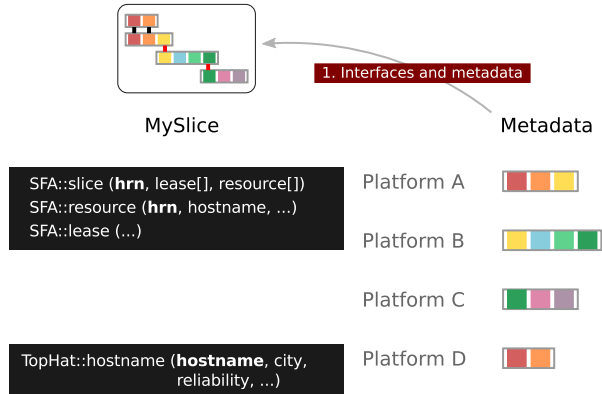 1. Interfaces and metadata
MySlice
Metadata
SFA::slice (hrn, lease[], resource[])
SFA::resource (hrn, hostname, ...)
SFA::lease (...)
Platform A
Platform B
Platform C
TopHat::hostname (hostname, city,
reliability, ...)
Platform D